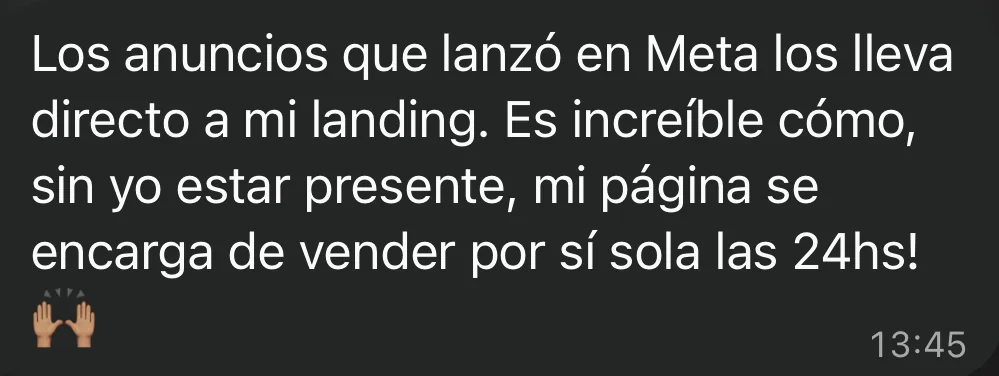 Los anuncios que lanzó en Meta los lleva
directo a mi landing. Es increíble cómo,
sin yo estar presente, mi página se
encarga de vender por sí sola las 24hs!
🙌🏽
13:45